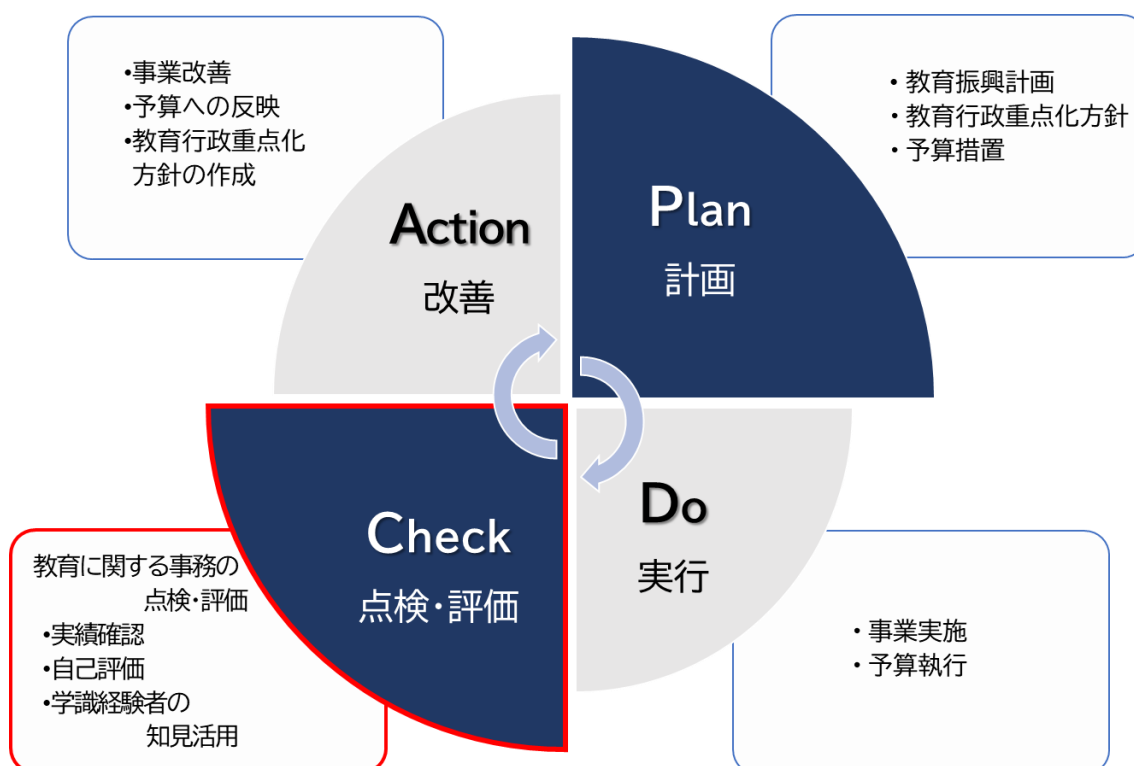 •事業改善
•予算への反映
•教育行政重点化
方針の作成
Action
改善
Plan
計画
• 教育振興計画
• 教育行政重点化方針
• 予算措置
教育に関する事務の
点検・評価
•実績確認
•自己評価
•学識経験者の
知見活用
Check
点検・評価
Do
実行
• 事業実施
• 予算執行